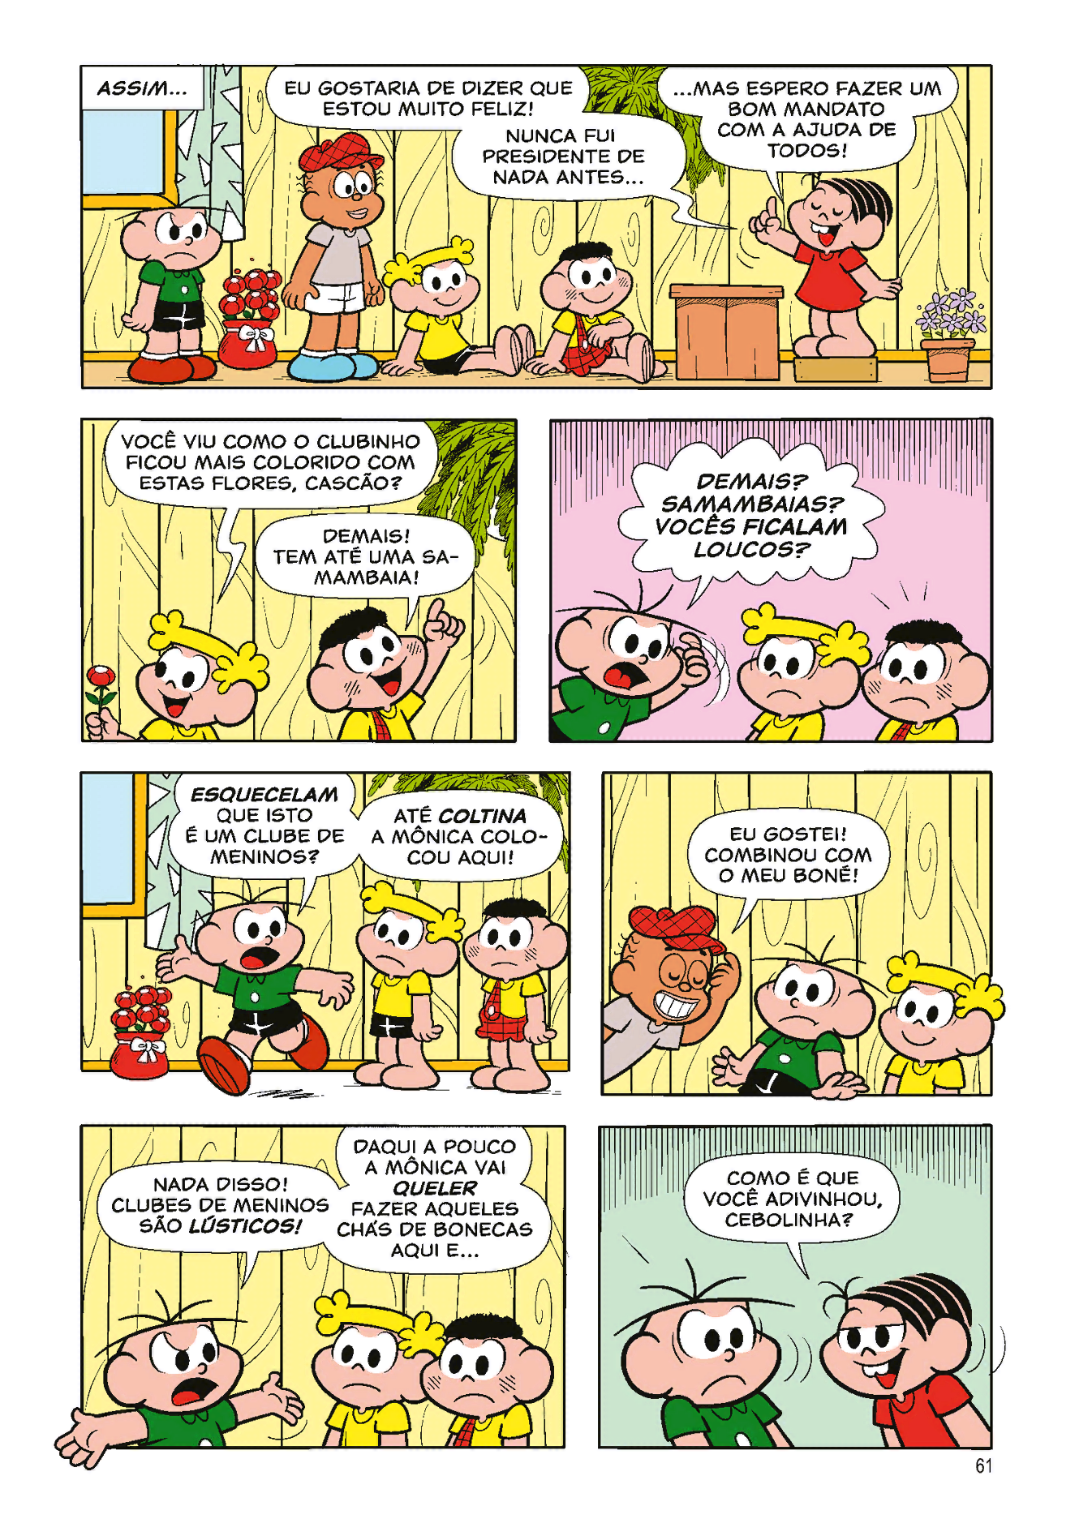 ASSIM...
EU GOSTARIA DE DIZER QUE
ESTOU MUITO FELIZ!
NUNCA FUI
PRESIDENTE DE
NADA ANTES...
...MAS ESPERO FAZER UM
BOM MANDATO
COM A AJUDA DE
TODOS!
VOCÊ VIU COMO O CLUBINHO
FICOU MAIS COLORIDO COM
ESTAS FLORES, CASCÃO?
DEMAIS!
TEM ATÉ UMA SA-
MAMBAIA!
DEMAIS?
SAMAMBAIAS?
VOCÊS FICALAM
LOUCOS?
ESQUECELAM
QUE ISTO
É UM CLUBE DE
MENINOS?
ATÉ COLTINA
A MÔNICA COLO-
COU AQUI!
EU GOSTEI!
COMBINOU COM
O MEU BONÉ!
NADA DISSO!
CLUBES DE MENINOS
SÃO LÚSTICOS!
DAQUI A POUCO
A MÔNICA VAI
QUELER
FAZER AQUELES
CHÁS DE BONECAS
AQUI E...
COMO É QUE
VOCÊ ADIVINHOU,
CEBOLINHA?
61